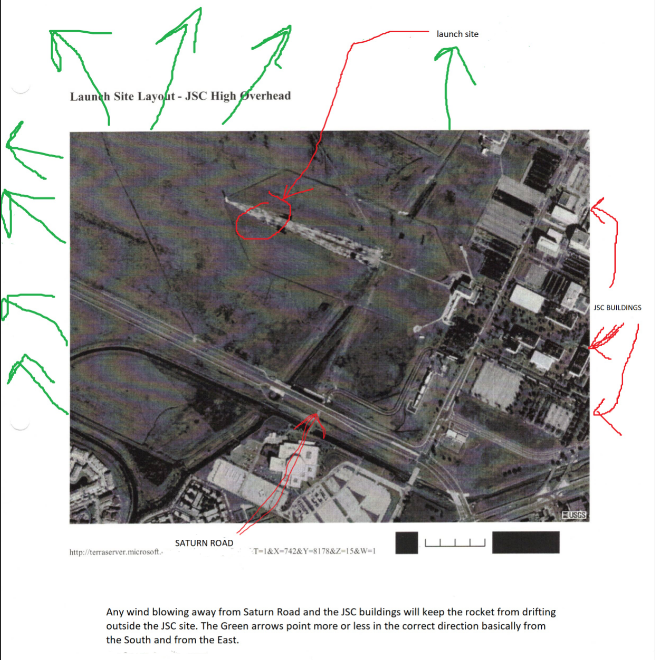 launch site
Launch Site Layout - JSC High Overhead
JSC BUILDINGS
USGS
SATURN ROAD
http://terraserver.microsoft.
T=1&X=742&Y=8178&Z=15&W=1
Any wind blowing away from Saturn Road and the JSC buildings will keep the rocket from drifting
outside the JSC site. The Green arrows point more or less in the correct direction basically from
the South and from the East.